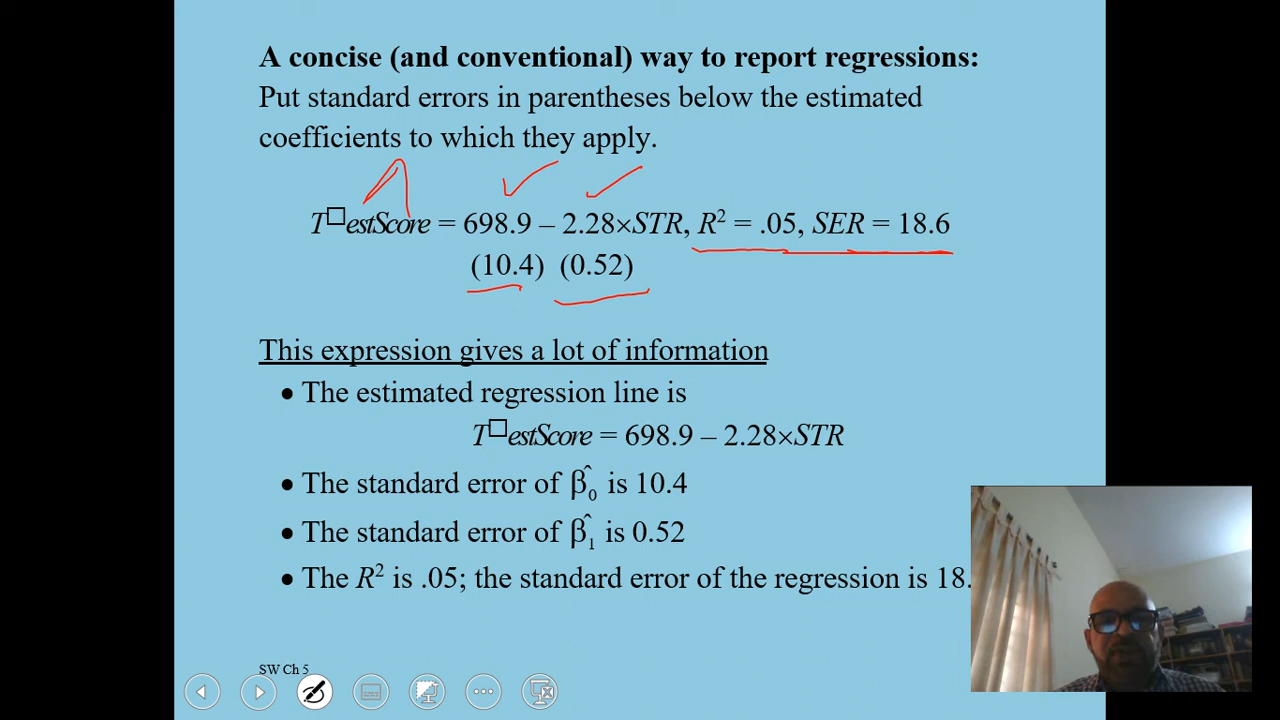 A concise (and conventional) way to report regressions:
Put standard errors in parentheses below the estimated
coefficients to which they apply.
T□estScore = 698.9 – 2.28×STR, R² = .05, SER = 18.6
(10.4) (0.52)
This expression gives a lot of information
• The estimated regression line is
T□estScore = 698.9 – 2.28×STR
• The standard error of β̂₀ is 10.4
• The standard error of β̂₁ is 0.52
• The R² is .05; the standard error of the regression is 18.
SW Ch 5